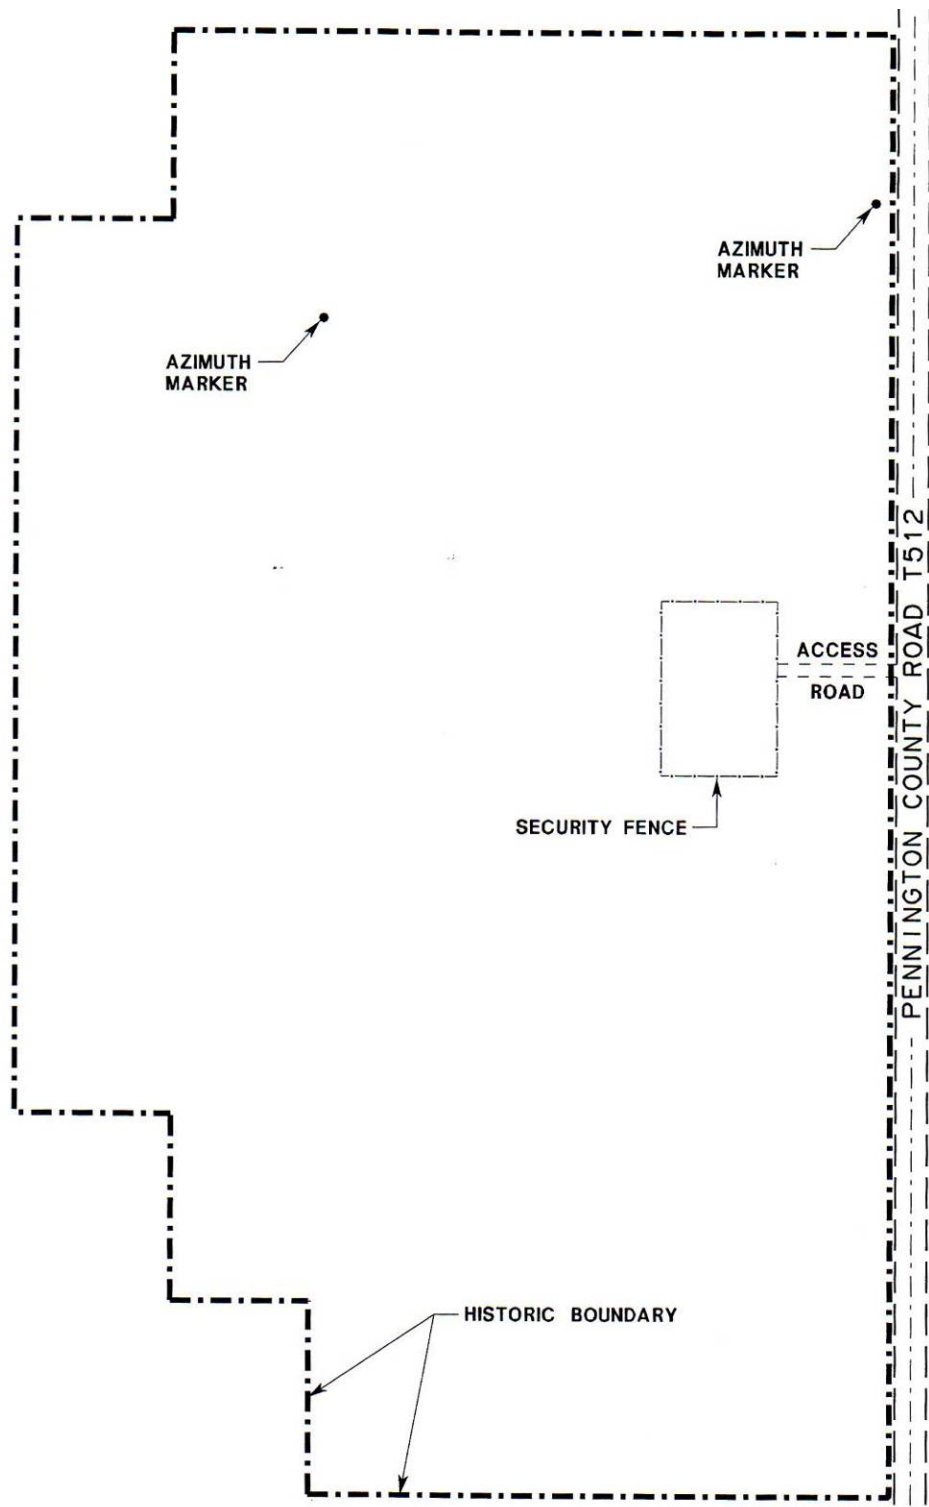 AZIMUTH
MARKER
AZIMUTH
MARKER
PENNINGTON COUNTY ROAD T512
ACCESS
ROAD
SECURITY FENCE
HISTORIC BOUNDARY